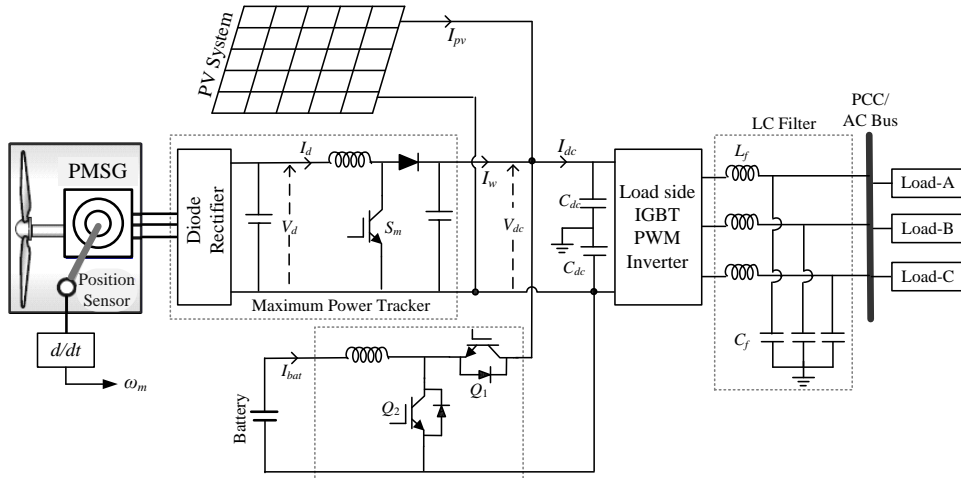 PV System
I_pv
PMSG
Position
Sensor
d/dt
ω_m
Diode
Rectifier
I_d
V_d
S_m
I_w
Maximum Power Tracker
V_dc
I_dc
C_dc
C_dc
Load side
IGBT
PWM
Inverter
LC Filter
L_f
C_f
PCC/
AC Bus
Load-A
Load-B
Load-C
Battery
I_bat
Q_1
Q_2